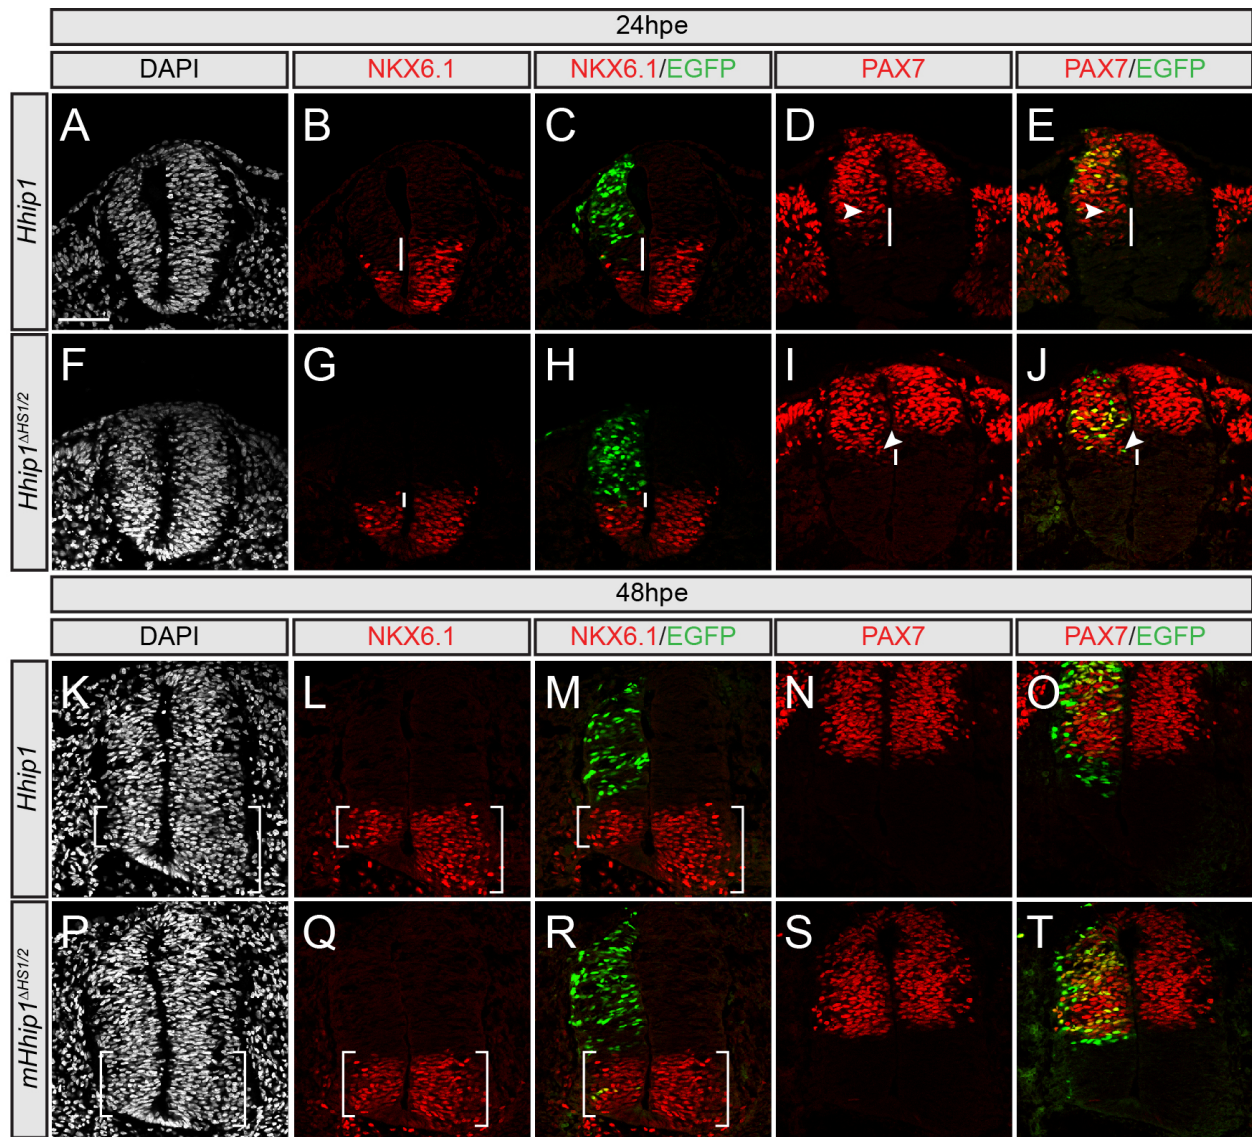 24hpe
DAPI NKX6.1 NKX6.1/EGFP PAX7 PAX7/EGFP
Hhip1
A B C D E
Hhip1ΔHS1/2
F G H I J
48hpe
DAPI NKX6.1 NKX6.1/EGFP PAX7 PAX7/EGFP
Hhip1
K L M N O
mHhip1ΔHS1/2
P Q R S T